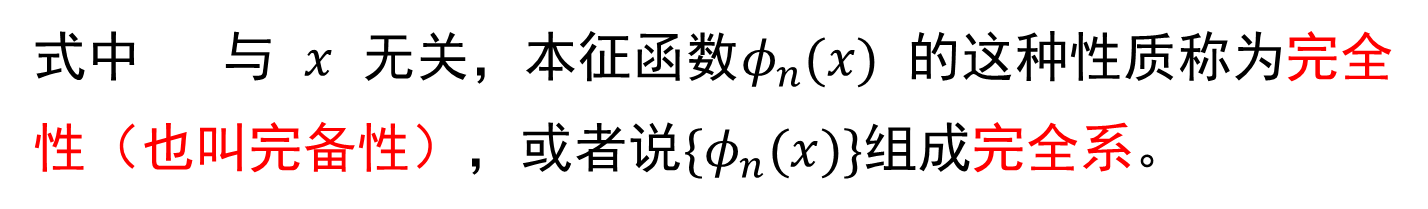 式中 与 x 无关，本征函数ϕₙ(x) 的这种性质称为完全
性（也叫完备性），或者说{ϕₙ(x)}组成完全系。